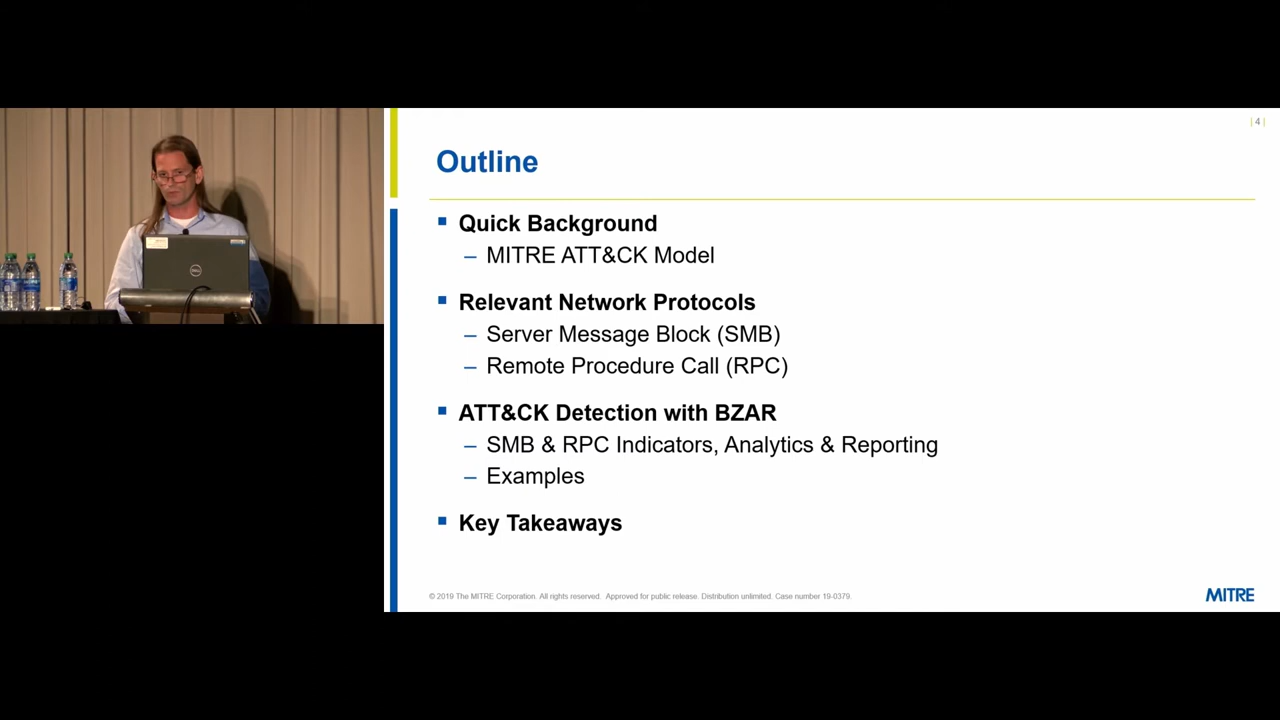 | 4 |
Outline
Quick Background
– MITRE ATT&CK Model
Relevant Network Protocols
– Server Message Block (SMB)
– Remote Procedure Call (RPC)
ATT&CK Detection with BZAR
– SMB & RPC Indicators, Analytics & Reporting
– Examples
Key Takeaways
© 2019 The MITRE Corporation. All rights reserved. Approved for public release. Distribution unlimited. Case number 19-0379.
MITRE
DELL